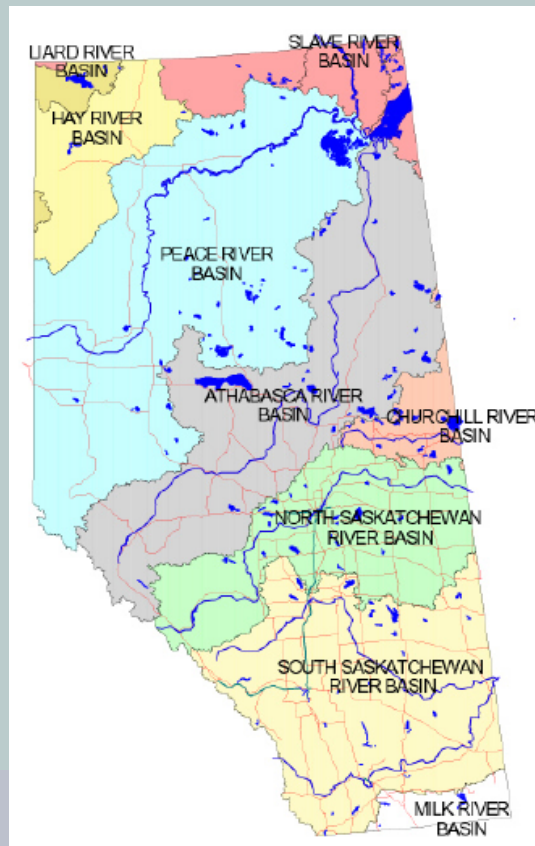 LIARD RIVER
BASIN
SLAVE RIVER
BASIN
HAY RIVER
BASIN
PEACE RIVER
BASIN
ATHABASCA RIVER
BASIN
CHURCHILL RIVER
BASIN
NORTH SASKATCHEWAN
RIVER BASIN
SOUTH SASKATCHEWAN
RIVER BASIN
MILK RIVER
BASIN